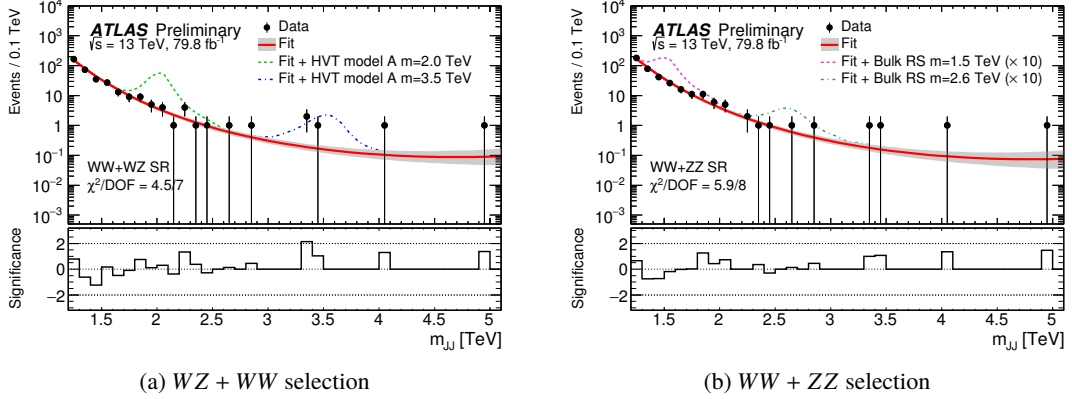 Events / 0.1 TeV
10⁴
10³
10²
10
1
10⁻¹
10⁻²
10⁻³
ATLAS Preliminary
√s = 13 TeV, 79.8 fb⁻¹
Data
Fit
Fit + HVT model A m=2.0 TeV
Fit + HVT model A m=3.5 TeV
WW+WZ SR
χ²/DOF = 4.5/7
Significance
2
0
−2
1.5 2 2.5 3 3.5 4 4.5 5
m_JJ [TeV]
(a) WZ + WW selection
Events / 0.1 TeV
10⁴
10³
10²
10
1
10⁻¹
10⁻²
10⁻³
ATLAS Preliminary
√s = 13 TeV, 79.8 fb⁻¹
Data
Fit
Fit + Bulk RS m=1.5 TeV (× 10)
Fit + Bulk RS m=2.6 TeV (× 10)
WW+ZZ SR
χ²/DOF = 5.9/8
Significance
2
0
−2
1.5 2 2.5 3 3.5 4 4.5 5
m_JJ [TeV]
(b) WW + ZZ selection